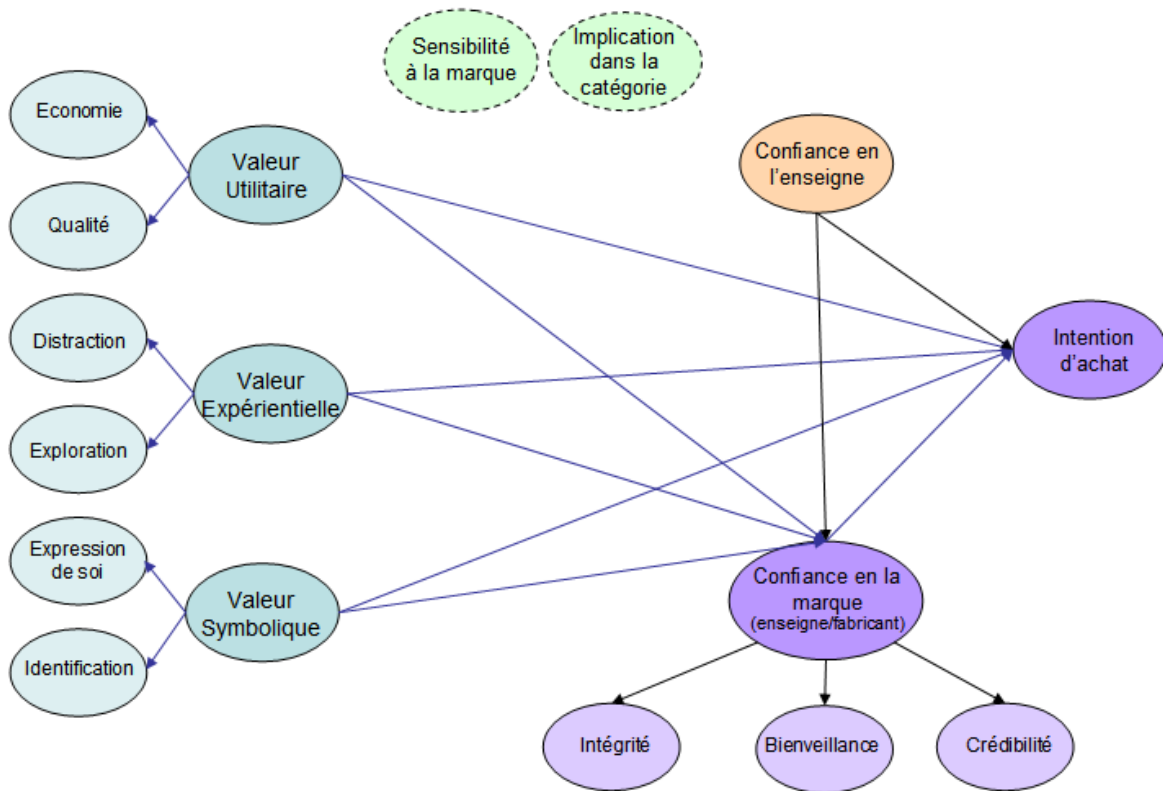 Sensibilité
à la marque
Implication
dans la
catégorie
Economie
Valeur
Utilitaire
Confiance en
l'enseigne
Qualité
Distraction
Intention
d'achat
Valeur
Expérientielle
Exploration
Expression
de soi
Confiance en la
marque
(enseigne/fabricant)
Valeur
Symbolique
Identification
Intégrité
Bienveillance
Crédibilité